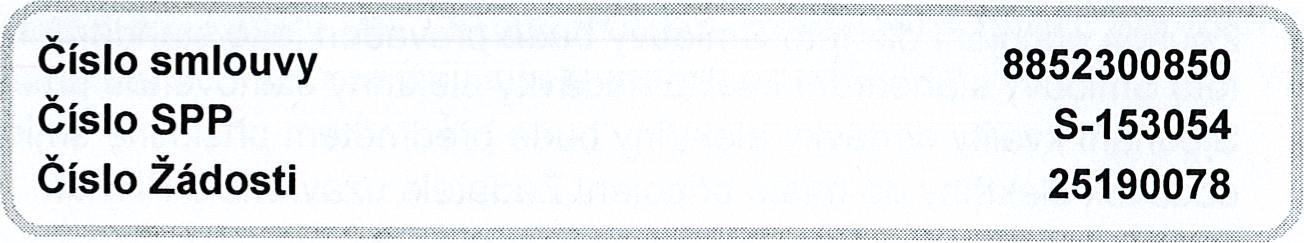 Číslo smlouvy 8852300850
Číslo SPP S-153054
Číslo Žádosti 25190078